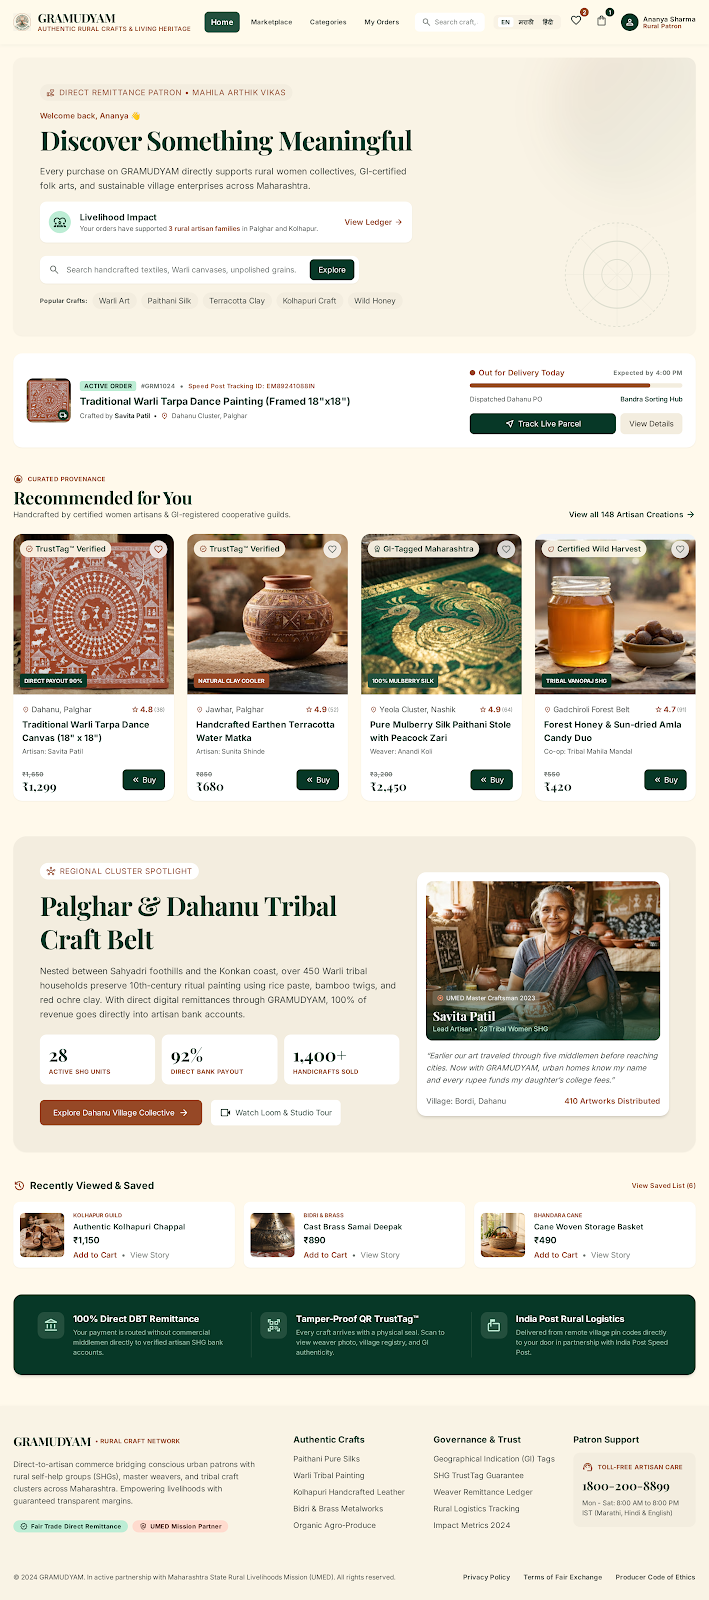 GRAMUDYAM
AUTHENTIC RURAL CRAFTS & LIVING HERITAGE
Home
Marketplace
Categories
My Orders
Search craft,
EN
मराठी
हिंदी
2
1
Ananya Sharma
Rural Patron
DIRECT REMITTANCE PATRON • MAHILA ARTHIK VIKAS
Welcome back, Ananya 👋
Discover Something Meaningful
Every purchase on GRAMUDYAM directly supports rural women collectives, GI-certified
folk arts, and sustainable village enterprises across Maharashtra.
Livelihood Impact
Your orders have supported 3 rural artisan families in Palghar and Kolhapur.
View Ledger →
Search handcrafted textiles, Warli canvases, unpolished grains.
Explore
Popular Crafts:
Warli Art
Paithani Silk
Terracotta Clay
Kolhapuri Craft
Wild Honey
ACTIVE ORDER
#GRM1024 • Speed Post Tracking ID: EM89241088IN
Traditional Warli Tarpa Dance Painting (Framed 18"x18")
Crafted by Savita Patil • Dahanu Cluster, Palghar
Out for Delivery Today
Expected by 4:00 PM
Dispatched Dahanu PO
Bandra Sorting Hub
Track Live Parcel
View Details
CURATED PROVENANCE
Recommended for You
Handcrafted by certified women artisans & GI-registered cooperative guilds.
View all 148 Artisan Creations →
TrustTag™ Verified
DIRECT PAYOUT 90%
Dahanu, Palghar
4.8 (38)
Traditional Warli Tarpa Dance
Canvas (18" x 18")
Artisan: Savita Patil
₹1,650
₹1,299
« Buy
TrustTag™ Verified
NATURAL CLAY COOLER
Jawhar, Palghar
4.9 (52)
Handcrafted Earthen Terracotta
Water Matka
Artisan: Sunita Shinde
₹850
₹680
« Buy
GI-Tagged Maharashtra
100% MULBERRY SILK
Yeola Cluster, Nashik
4.9 (64)
Pure Mulberry Silk Paithani Stole
with Peacock Zari
Weaver: Anandi Koli
₹3,200
₹2,450
« Buy
Certified Wild Harvest
TRIBAL VANOPAJ SHG
Gadchiroli Forest Belt
4.7 (91)
Forest Honey & Sun-dried Amla
Candy Duo
Co-op: Tribal Mahila Mandal
₹550
₹420
« Buy
REGIONAL CLUSTER SPOTLIGHT
Palghar & Dahanu Tribal
Craft Belt
Nested between Sahyadri foothills and the Konkan coast, over 450 Warli tribal
households preserve 10th-century ritual painting using rice paste, bamboo twigs, and
red ochre clay. With direct digital remittances through GRAMUDYAM, 100% of
revenue goes directly into artisan bank accounts.
28
ACTIVE SHG UNITS
92%
DIRECT BANK PAYOUT
1,400+
HANDICRAFTS SOLD
Explore Dahanu Village Collective →
Watch Loom & Studio Tour
UMED Master Craftsman 2023
Savita Patil
Lead Artisan • 28 Tribal Women SHG
"Earlier our art traveled through five middlemen before reaching
cities. Now with GRAMUDYAM, urban homes know my name
and every rupee funds my daughter's college fees."
Village: Bordi, Dahanu
410 Artworks Distributed
Recently Viewed & Saved
View Saved List (6)
KOLHAPUR GUILD
Authentic Kolhapuri Chappal
₹1,150
Add to Cart • View Story
BIDRI & BRASS
Cast Brass Samai Deepak
₹890
Add to Cart • View Story
BHANDARA CANE
Cane Woven Storage Basket
₹490
Add to Cart • View Story
100% Direct DBT Remittance
Your payment is routed without commercial
middlemen directly to verified artisan SHG bank
accounts.
Tamper-Proof QR TrustTag™
Every craft arrives with a physical seal. Scan to
view weaver photo, village registry, and GI
authenticity.
India Post Rural Logistics
Delivered from remote village pin codes directly
to your door in partnership with India Post Speed
Post.
GRAMUDYAM • RURAL CRAFT NETWORK
Direct-to-artisan commerce bridging conscious urban patrons with
rural self-help groups (SHGs), master weavers, and tribal craft
clusters across Maharashtra. Empowering livelihoods with
guaranteed transparent margins.
Fair Trade Direct Remittance
UMED Mission Partner
Authentic Crafts
Paithani Pure Silks
Warli Tribal Painting
Kolhapuri Handcrafted Leather
Bidri & Brass Metalworks
Organic Agro-Produce
Governance & Trust
Geographical Indication (GI) Tags
SHG TrustTag Guarantee
Weaver Remittance Ledger
Rural Logistics Tracking
Impact Metrics 2024
Patron Support
TOLL-FREE ARTISAN CARE
1800-200-8899
Mon - Sat: 8:00 AM to 8:00 PM
IST (Marathi, Hindi & English)
© 2024 GRAMUDYAM. In active partnership with Maharashtra State Rural Livelihoods Mission (UMED). All rights reserved.
Privacy Policy
Terms of Fair Exchange
Producer Code of Ethics